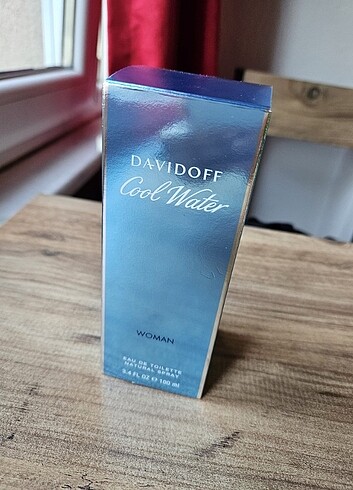 DAVIDOFF
Cool Water
WOMAN
EAU DE TOILETTE
NATURAL SPRAY
3.4 FL OZ ℮ 100 ml